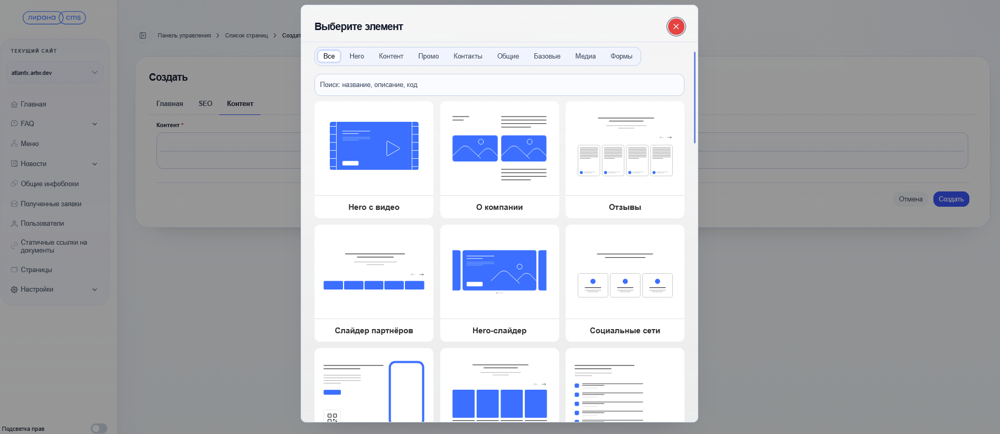 лирана cms
ТЕКУЩИЙ САЙТ
atlantx.artw.dev
Главная
FAQ
Меню
Новости
Общие инфоблоки
Полученные заявки
Пользователи
Статичные ссылки на
документы
Страницы
Настройки
Подсветка прав
Панель управления
Список страниц
Создат
Создать
Главная
SEO
Контент
Контент *
Отмена
Создать
Выберите элемент
Все
Hero
Контент
Промо
Контакты
Общие
Базовые
Медиа
Формы
Поиск: название, описание, код
Hero с видео
О компании
Отзывы
Слайдер партнёров
Hero-слайдер
Социальные сети